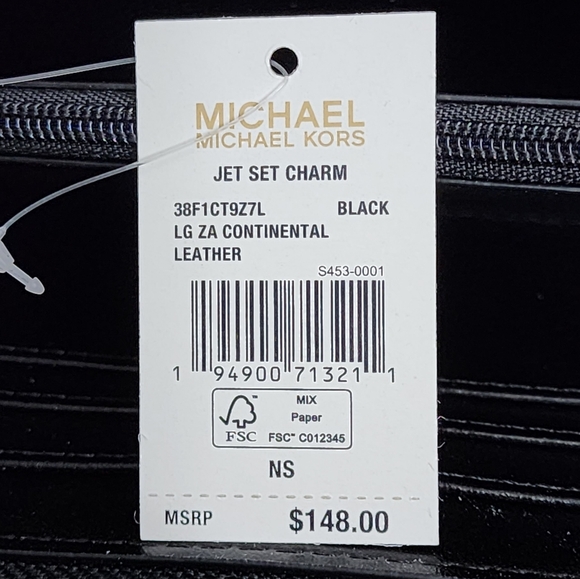 MICHAEL
MICHAEL KORS
JET SET CHARM
38F1CT9Z7L BLACK
LG ZA CONTINENTAL
LEATHER
S453-0001
1 94900 71321 1
FSC
MIX
Paper
FSC™ C012345
NS
MSRP $148.00